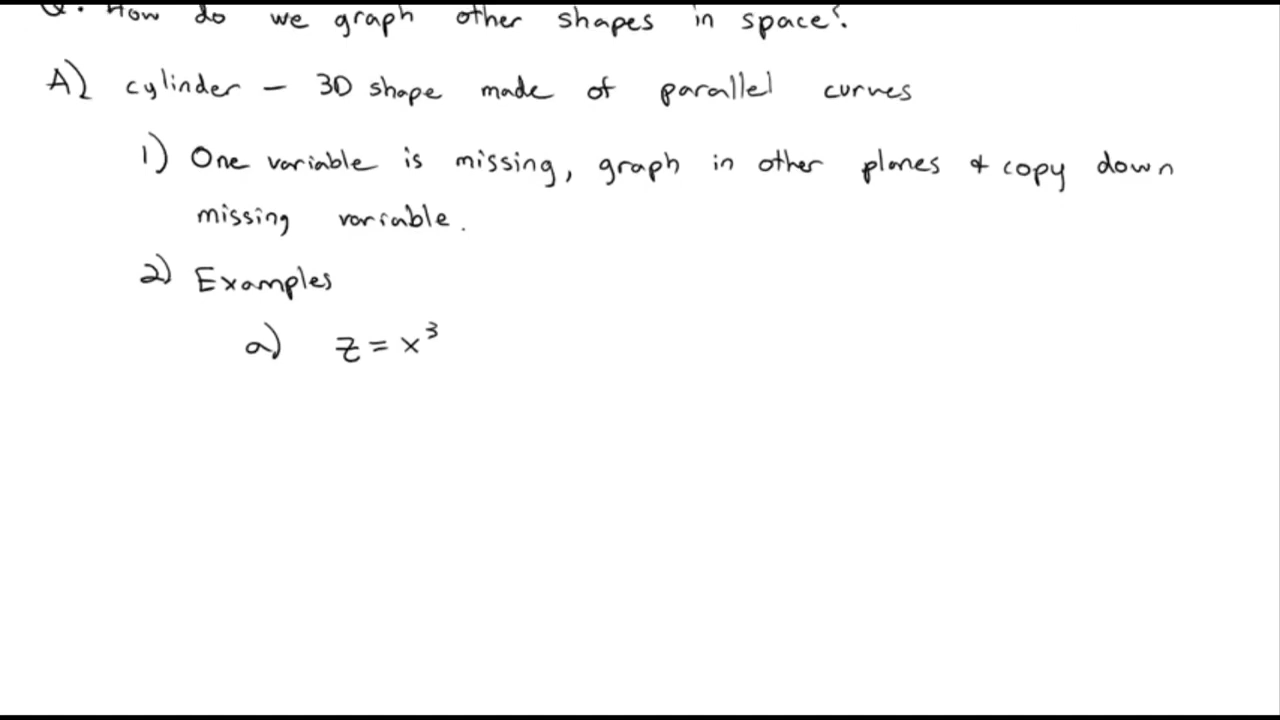 Q: How do we graph other shapes in space?
A) cylinder – 3D shape made of parallel curves
1) One variable is missing, graph in other planes & copy down
missing variable.
2) Examples
a) z = x³